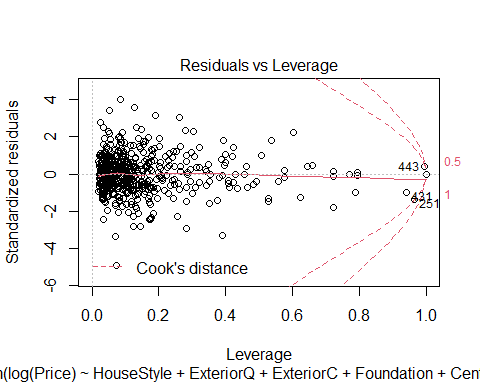 Residuals vs Leverage
Standardized residuals
4
2
0
-2
-4
-6
443
431
251
0.5
1
Cook's distance
0.0 0.2 0.4 0.6 0.8 1.0
Leverage
n(log(Price) ~ HouseStyle + ExteriorQ + ExteriorC + Foundation + Cen